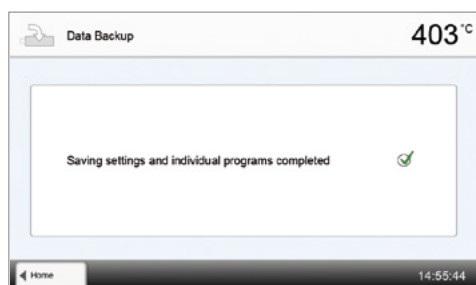 Data Backup
403 °C
Saving settings and individual programs completed
Home
14:55:44